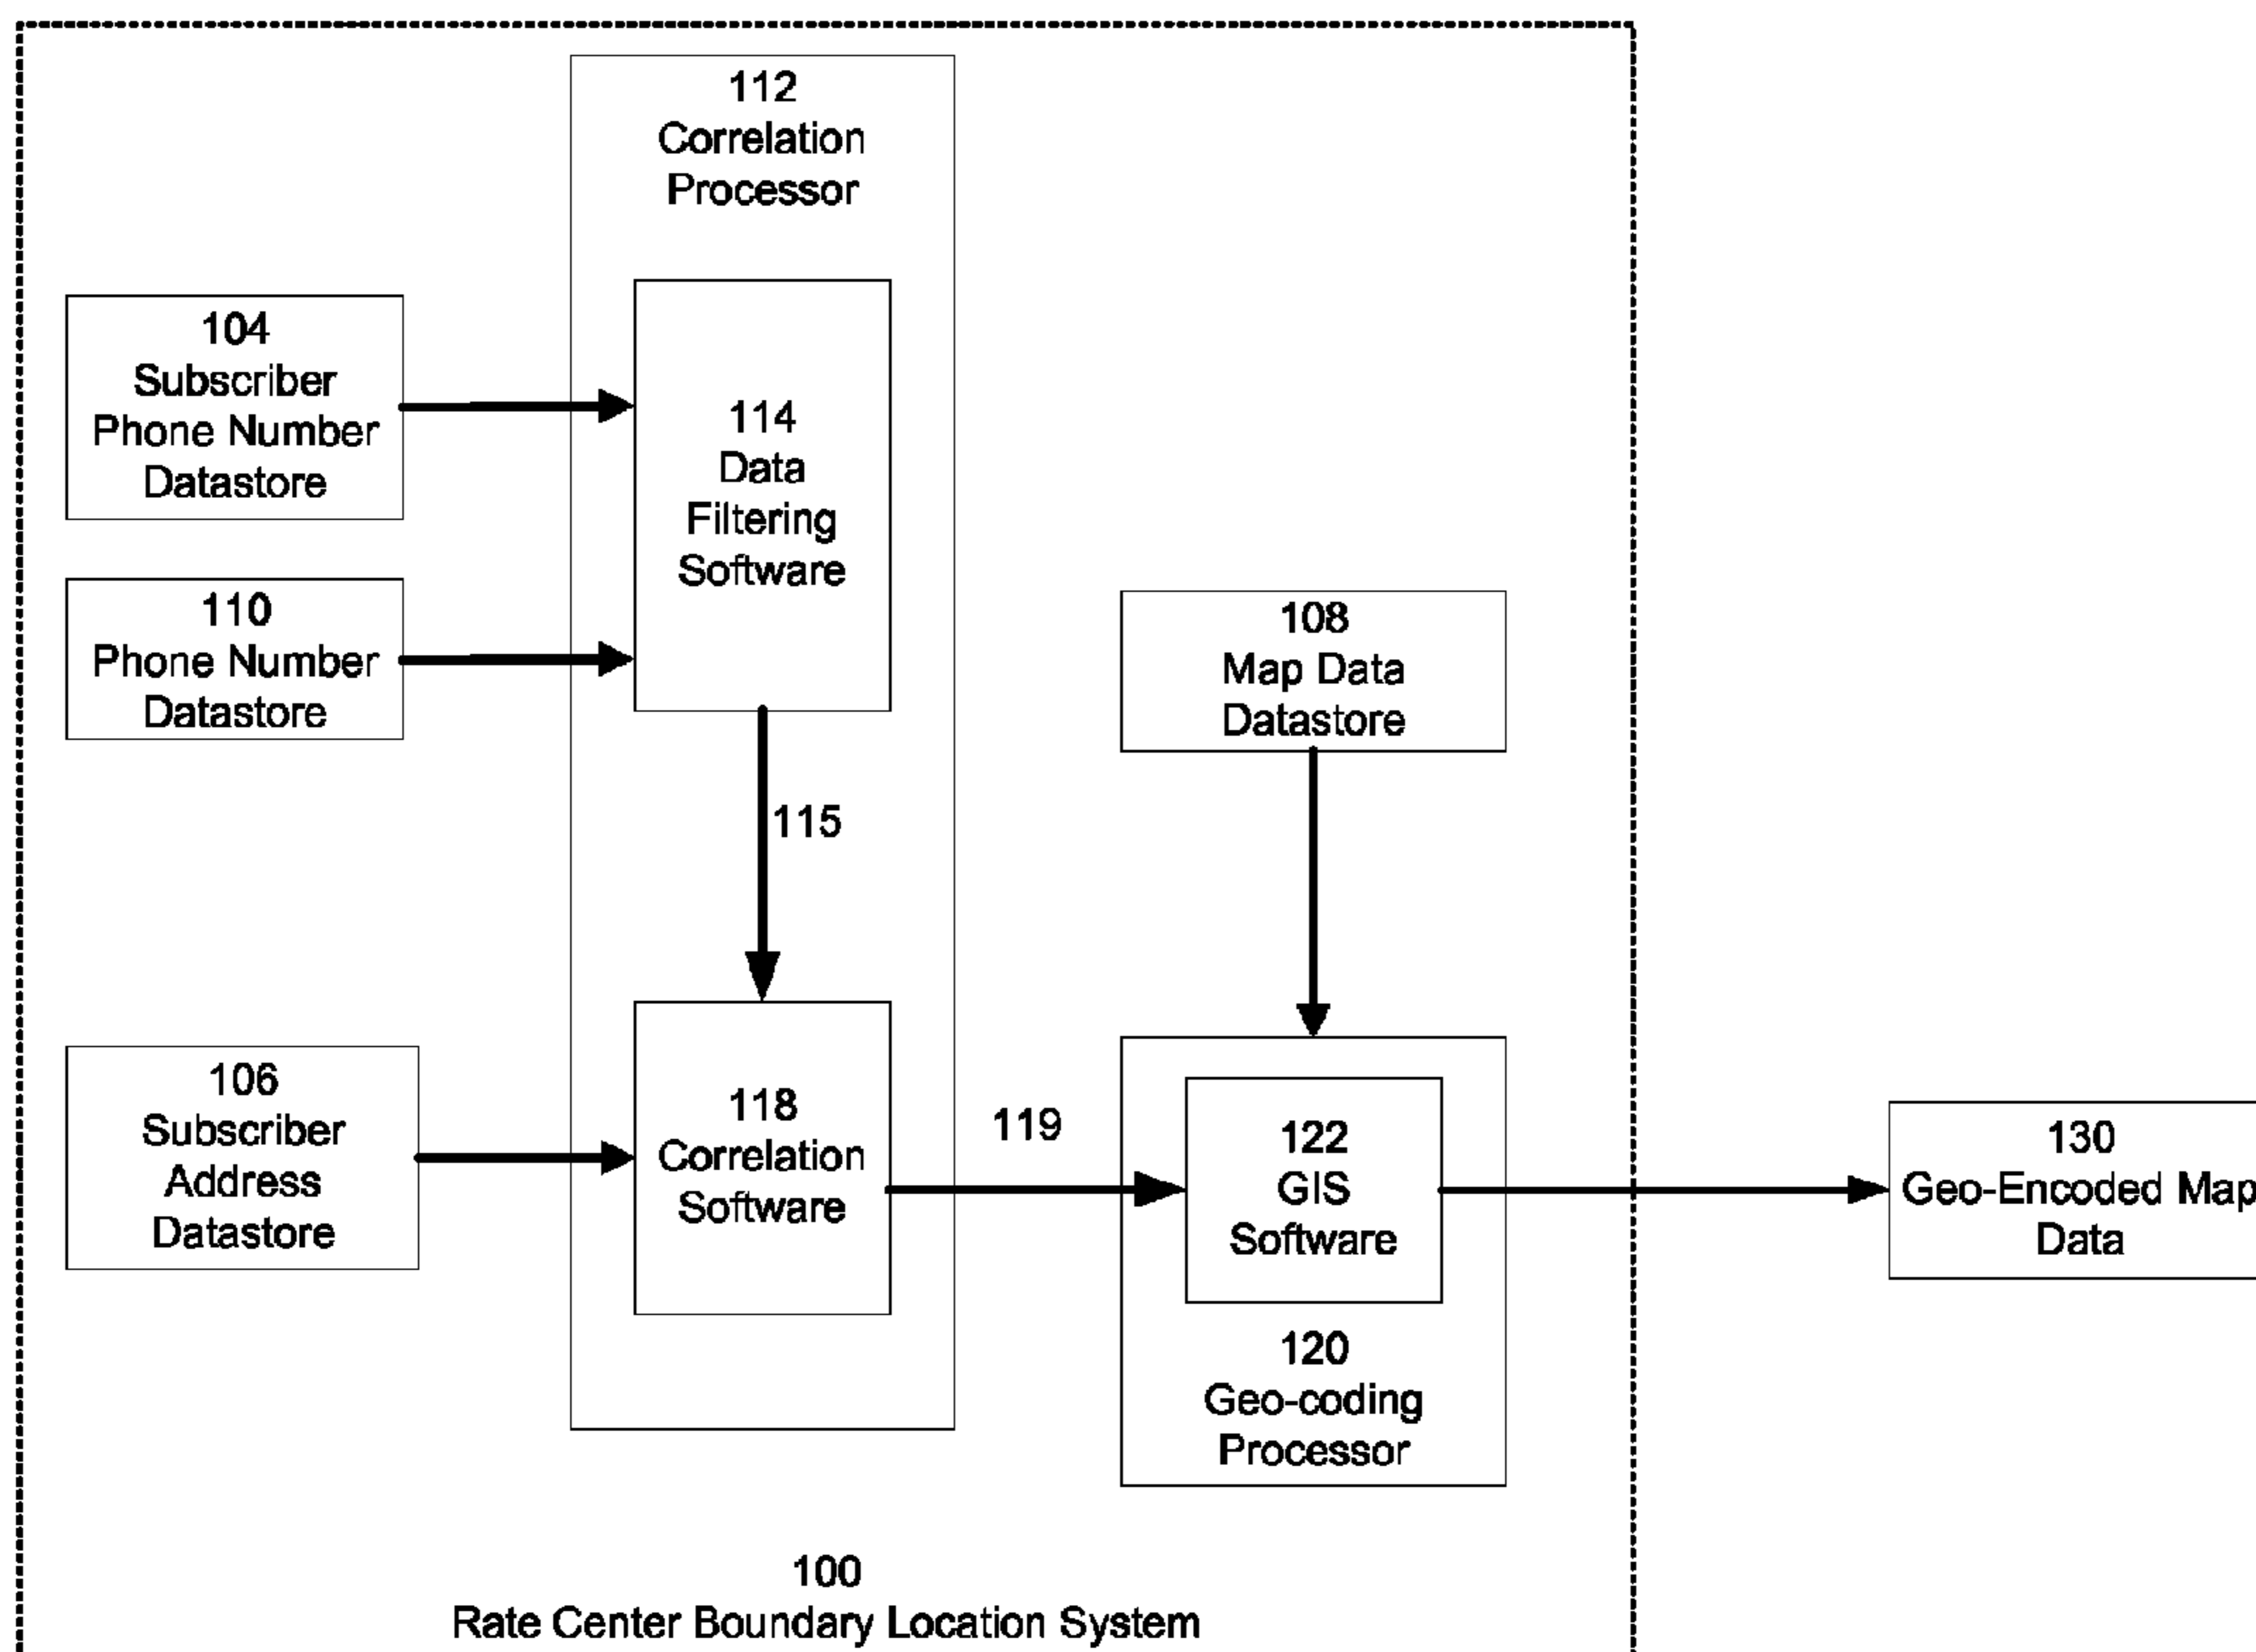 112
Correlation
Processor
104
Subscriber
Phone Number
Datastore
114
Data
Filtering
Software
110
Phone Number
Datastore
108
Map Data
Datastore
115
106
Subscriber
Address
Datastore
118
Correlation
Software
119
122
GIS
Software
120
Geo-coding
Processor
130
Geo-Encoded Map
Data
100
Rate Center Boundary Location System